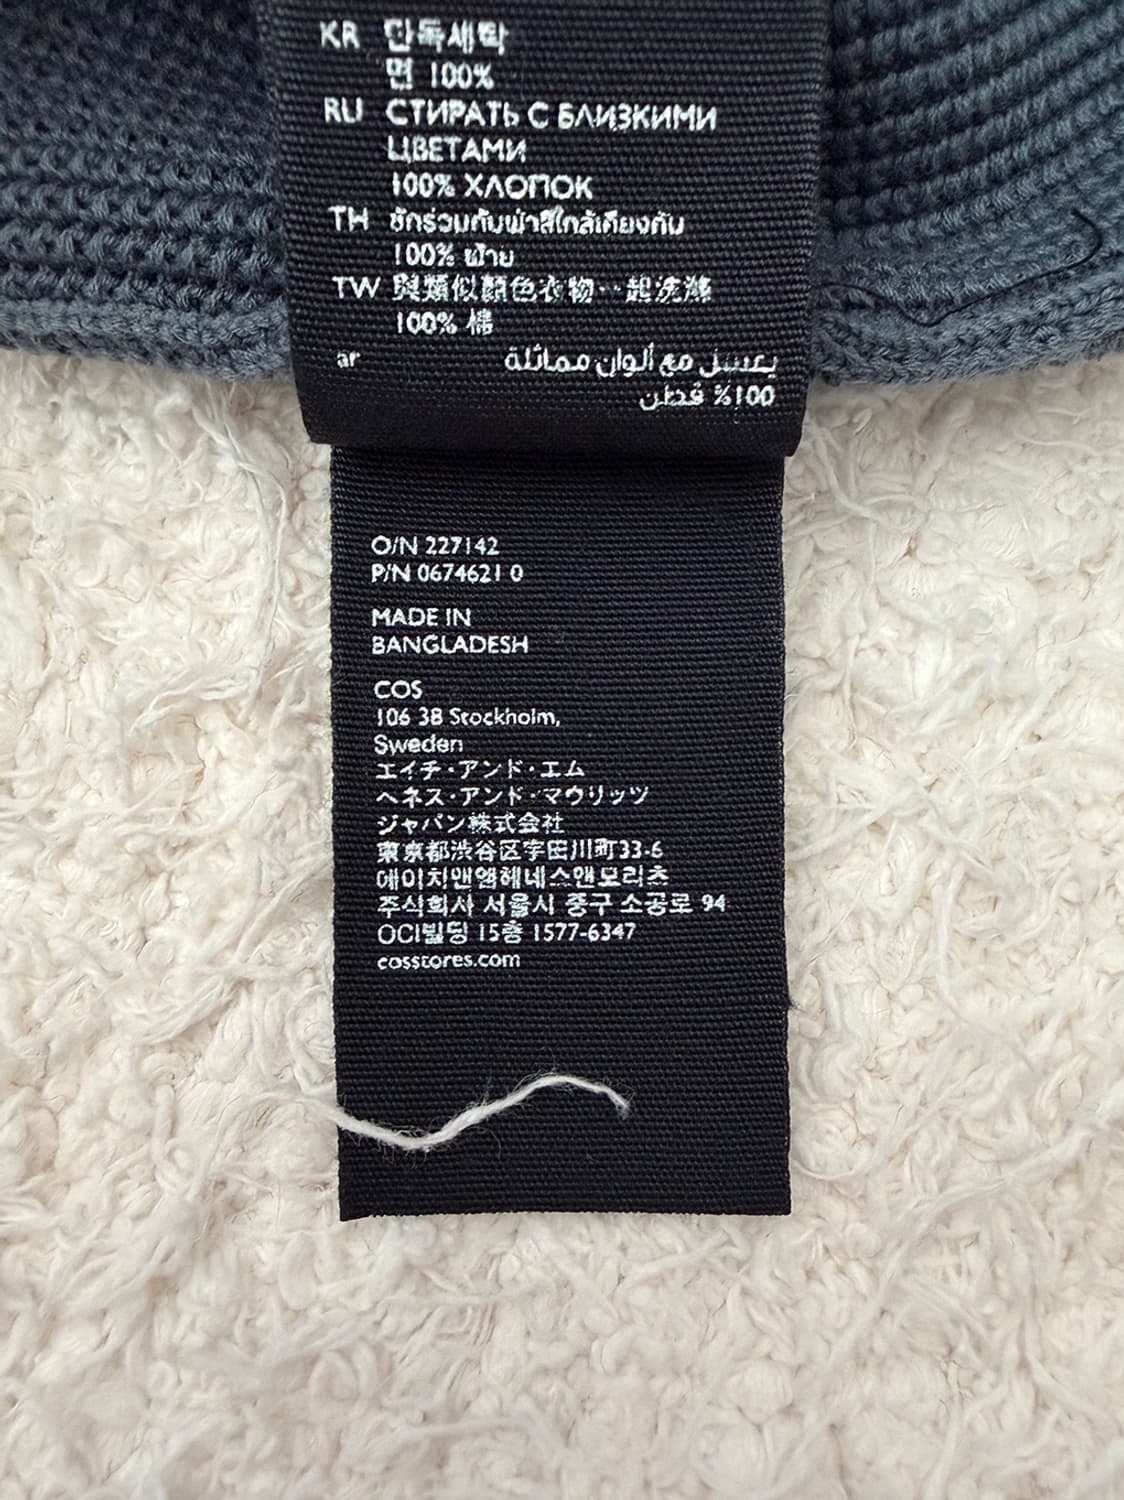 KR 단독세탁
면 100%
RU СТИРАТЬ С БЛИЗКИМИ
ЦВЕТАМИ
100% ХЛОПОК
TH ซักร่วมกับผ้าสีใกล้เคียงกัน
100% ฝ้าย
TW 與類似顏色衣物一起洗滌
100% 棉
ar يغسل مع ألوان مماثلة
100% قطن
O/N 227142
P/N 0674621 0
MADE IN
BANGLADESH
COS
106 38 Stockholm,
Sweden
エイチ・アンド・エム
ヘネス・アンド・マウリッツ
ジャパン株式会社
東京都渋谷区宇田川町33-6
에이치앤엠헤네스앤모리츠
주식회사 서울시 중구 소공로 94
OCI빌딩 15층 1577-6347
cosstores.com